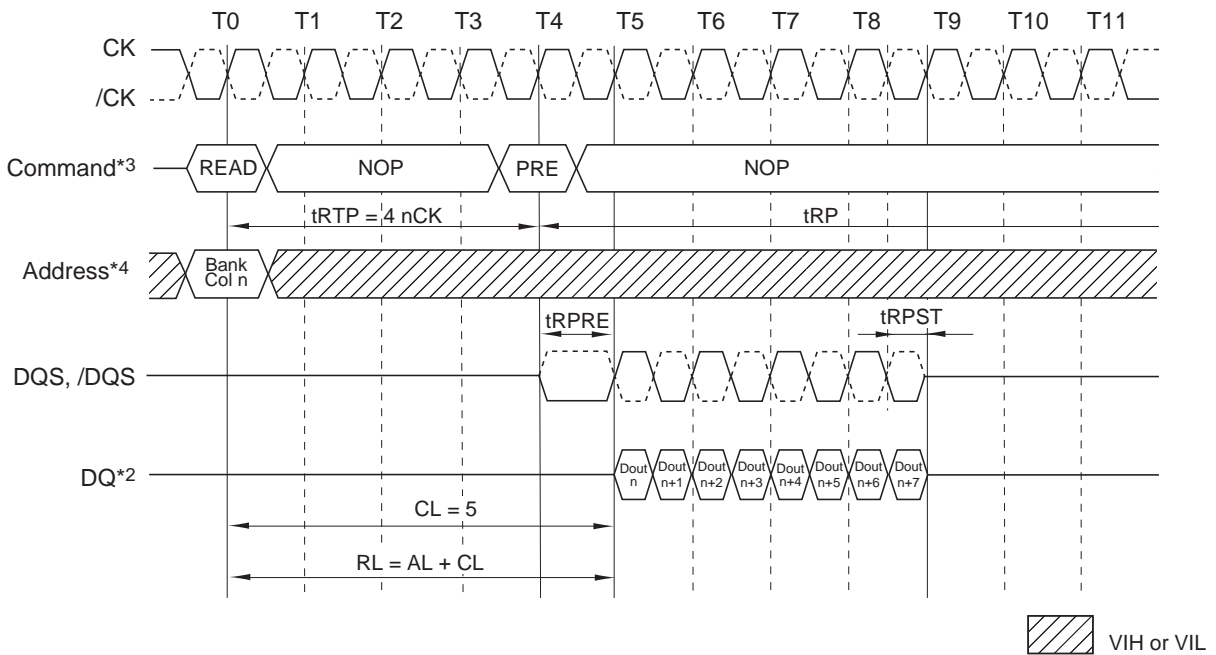 T0 T1 T2 T3 T4 T5 T6 T7 T8 T9 T10 T11
CK
/CK
Command*3 READ NOP PRE NOP
tRTP = 4 nCK tRP
Address*4 Bank Col n
tRPRE tRPST
DQS, /DQS
DQ*2 Dout n Dout n+1 Dout n+2 Dout n+3 Dout n+4 Dout n+5 Dout n+6 Dout n+7
CL = 5
RL = AL + CL
VIH or VIL